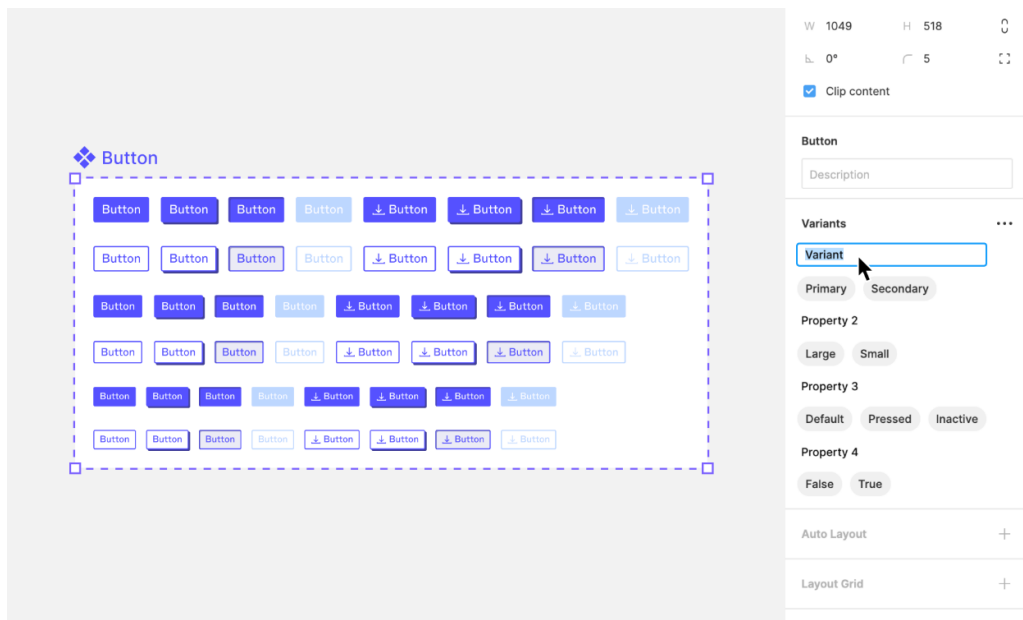 W 1049 H 518
0° 5
Clip content
Button
Description
Variants
Variant
Primary Secondary
Property 2
Large Small
Property 3
Default Pressed Inactive
Property 4
False True
Auto Layout
Layout Grid
Button
Button Button Button Button Button Button Button Button
Button Button Button Button Button Button Button Button
Button Button Button Button Button Button Button Button
Button Button Button Button Button Button Button Button
Button Button Button Button Button Button Button Button
Button Button Button Button Button Button Button Button